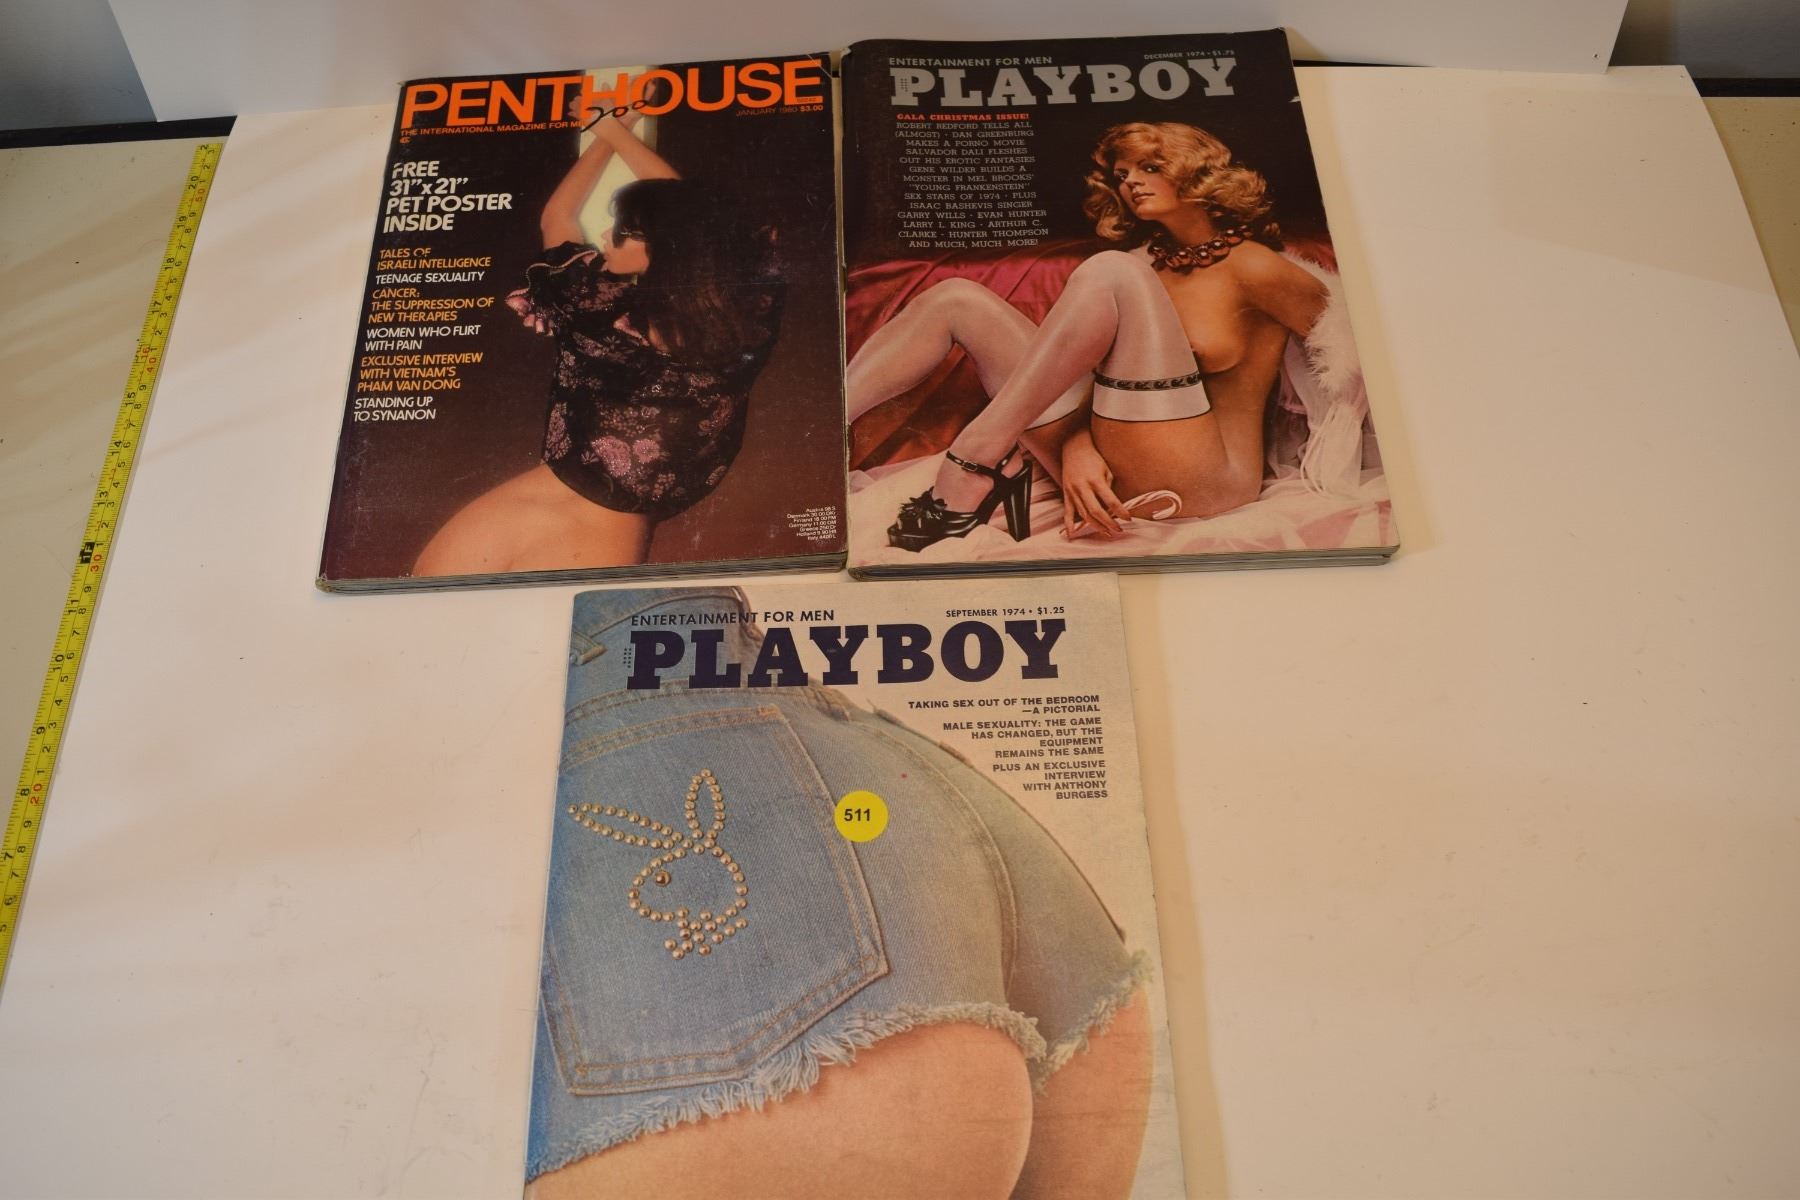 PENTHOUSE
THE INTERNATIONAL MAGAZINE FOR
JANUARY 1980 $3.00
FREE
31"x21"
PET POSTER
INSIDE
TALES OF
ISRAELI INTELLIGENCE
TEENAGE SEXUALITY
CANCER:
THE SUPPRESSION OF
NEW THERAPIES
WOMEN WHO FLIRT
WITH PAIN
EXCLUSIVE INTERVIEW
WITH VIETNAM'S
PHAM VAN DONG
STANDING UP
TO SYNANON
ENTERTAINMENT FOR MEN
DECEMBER 1974 • $1.75
PLAYBOY
GALA CHRISTMAS ISSUE!
ROBERT REDFORD TELLS ALL
(ALMOST) • DAN GREENBURG
MAKES A PORNO MOVIE
SALVADOR DALI FLESHES
OUT HIS EROTIC FANTASIES
GENE WILDER BUILDS A
MONSTER IN MEL BROOKS'
"YOUNG FRANKENSTEIN"
SEX STARS OF 1974 • PLUS
ISAAC BASHEVIS SINGER
GARRY WILLS • EVAN HUNTER
LARRY L. KING • ARTHUR C.
CLARKE • HUNTER THOMPSON
AND MUCH, MUCH MORE!
ENTERTAINMENT FOR MEN
SEPTEMBER 1974 • $1.25
PLAYBOY
TAKING SEX OUT OF THE BEDROOM
—A PICTORIAL
MALE SEXUALITY: THE GAME
HAS CHANGED, BUT THE
EQUIPMENT
REMAINS THE SAME
PLUS AN EXCLUSIVE
INTERVIEW
WITH ANTHONY
BURGESS
511